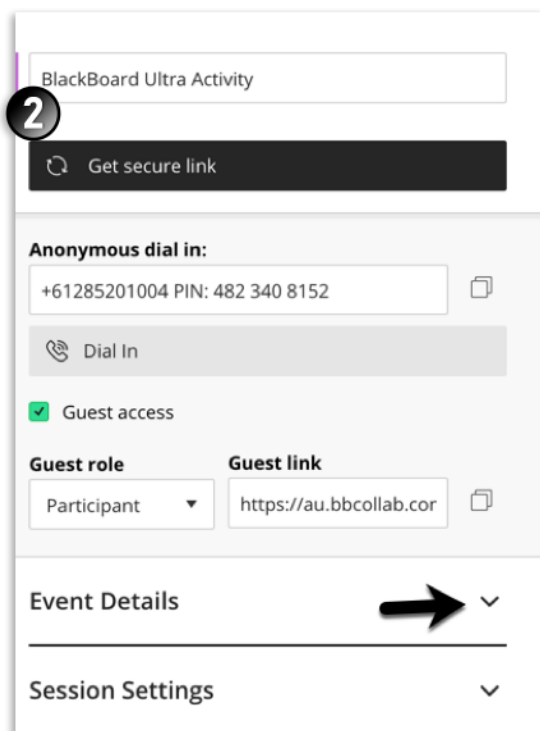 BlackBoard Ultra Activity
2
Get secure link
Anonymous dial in:
+61285201004 PIN: 482 340 8152
Dial In
Guest access
Guest role
Guest link
Participant
https://au.bbcollab.cor
Event Details
Session Settings